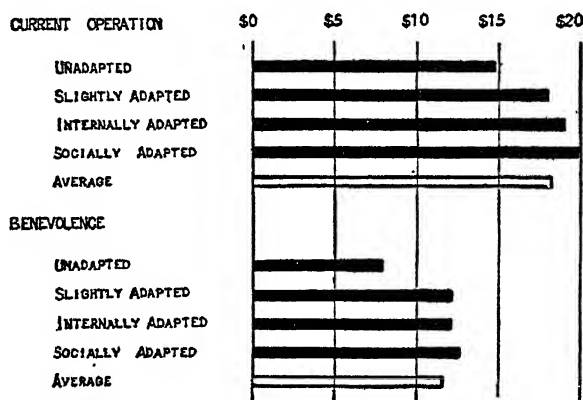 CURRENT OPERATION $0 $5 $10 $15 $20
UNADAPTED
SLIGHTLY ADAPTED
INTERNALLY ADAPTED
SOCIALLY ADAPTED
AVERAGE
BENEVOLENCE
UNADAPTED
SLIGHTLY ADAPTED
INTERNALLY ADAPTED
SOCIALLY ADAPTED
AVERAGE